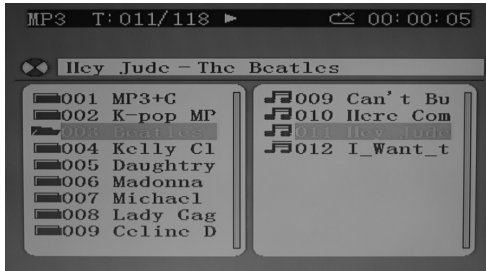 MP3 T:011/118 00:00:05
Hey Jude - The Beatles
001 MP3+G
002 K-pop MP
003 Beatles
004 Kelly Cl
005 Daughtry
006 Madonna
007 Michael
008 Lady Gag
009 Celine D
009 Can't Bu
010 Here Com
011 Hey Jude
012 I_Want_t